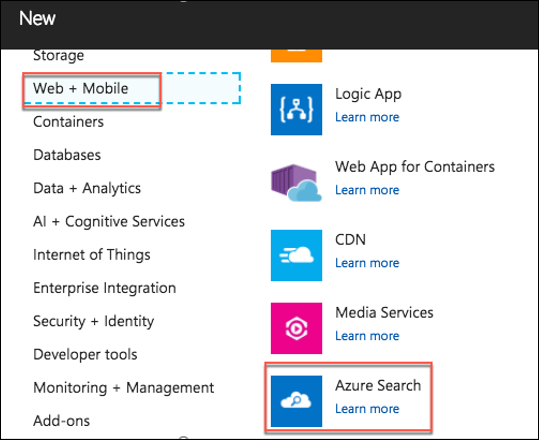 New
Storage
Web + Mobile
Containers
Databases
Data + Analytics
AI + Cognitive Services
Internet of Things
Enterprise Integration
Security + Identity
Developer tools
Monitoring + Management
Add-ons
Logic App
Learn more
Web App for Containers
Learn more
CDN
Learn more
Media Services
Learn more
Azure Search
Learn more